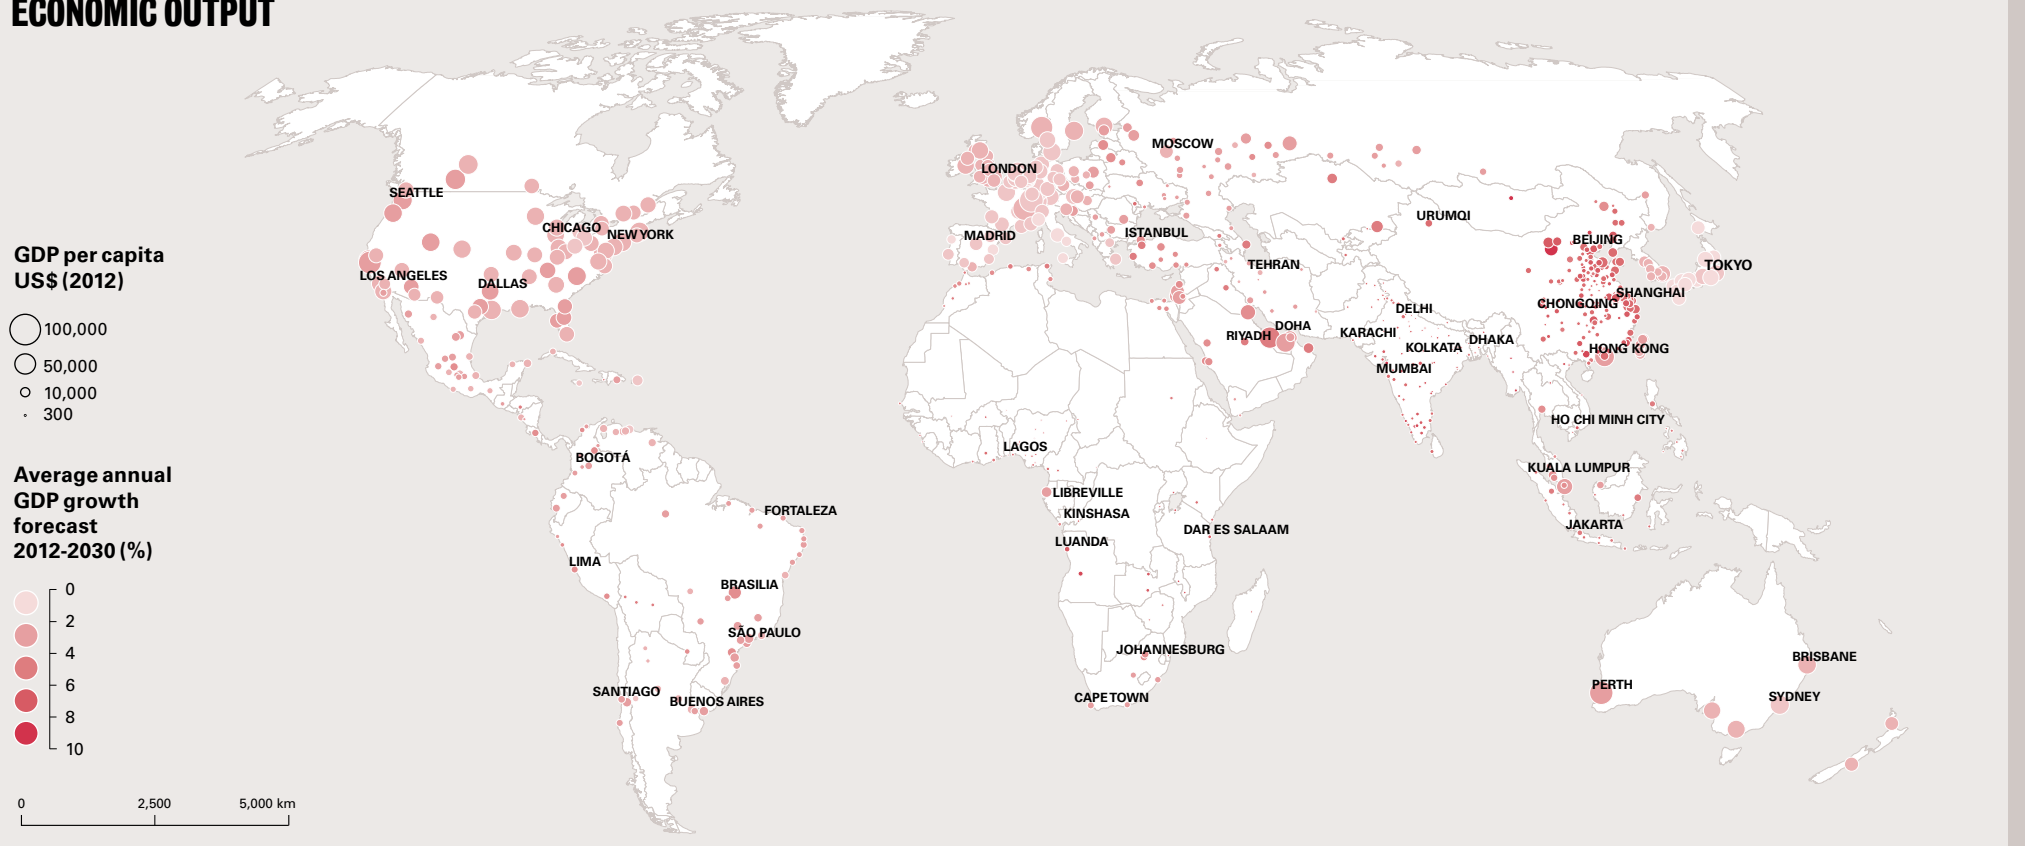 ECONOMIC OUTPUT
GDP per capita
US$ (2012)
100,000
50,000
10,000
300
Average annual
GDP growth
forecast
2012-2030 (%)
0
2
4
6
8
10
0 2,500 5,000 km
SEATTLE
CHICAGO
NEW YORK
LOS ANGELES
DALLAS
BOGOTÁ
FORTALEZA
LIMA
BRASILIA
SÃO PAULO
SANTIAGO
BUENOS AIRES
MOSCOW
LONDON
MADRID
ISTANBUL
TEHRAN
RIYADH
DOHA
LAGOS
LIBREVILLE
KINSHASA
DAR ES SALAAM
LUANDA
JOHANNESBURG
CAPE TOWN
URUMQI
BEIJING
TOKYO
SHANGHAI
CHONGQING
DELHI
KARACHI
DHAKA
KOLKATA
HONG KONG
MUMBAI
HO CHI MINH CITY
KUALA LUMPUR
JAKARTA
BRISBANE
PERTH
SYDNEY